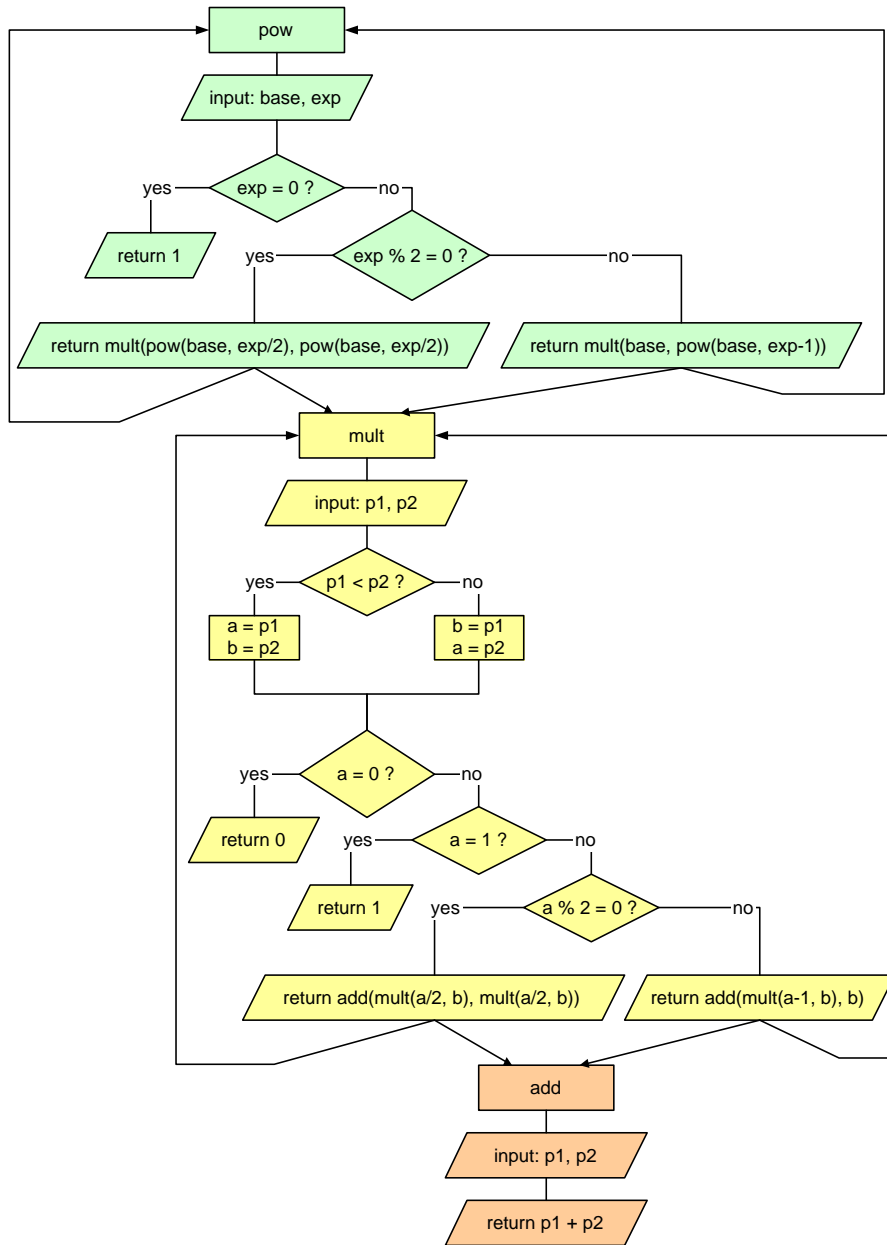 pow
input: base, exp
exp = 0 ?
yes
no
return 1
exp % 2 = 0 ?
yes
no
return mult(pow(base, exp/2), pow(base, exp/2))
return mult(base, pow(base, exp-1))
mult
input: p1, p2
p1 < p2 ?
yes
no
a = p1
b = p2
b = p1
a = p2
a = 0 ?
yes
no
return 0
a = 1 ?
yes
no
return 1
a % 2 = 0 ?
yes
no
return add(mult(a/2, b), mult(a/2, b))
return add(mult(a-1, b), b)
add
input: p1, p2
return p1 + p2